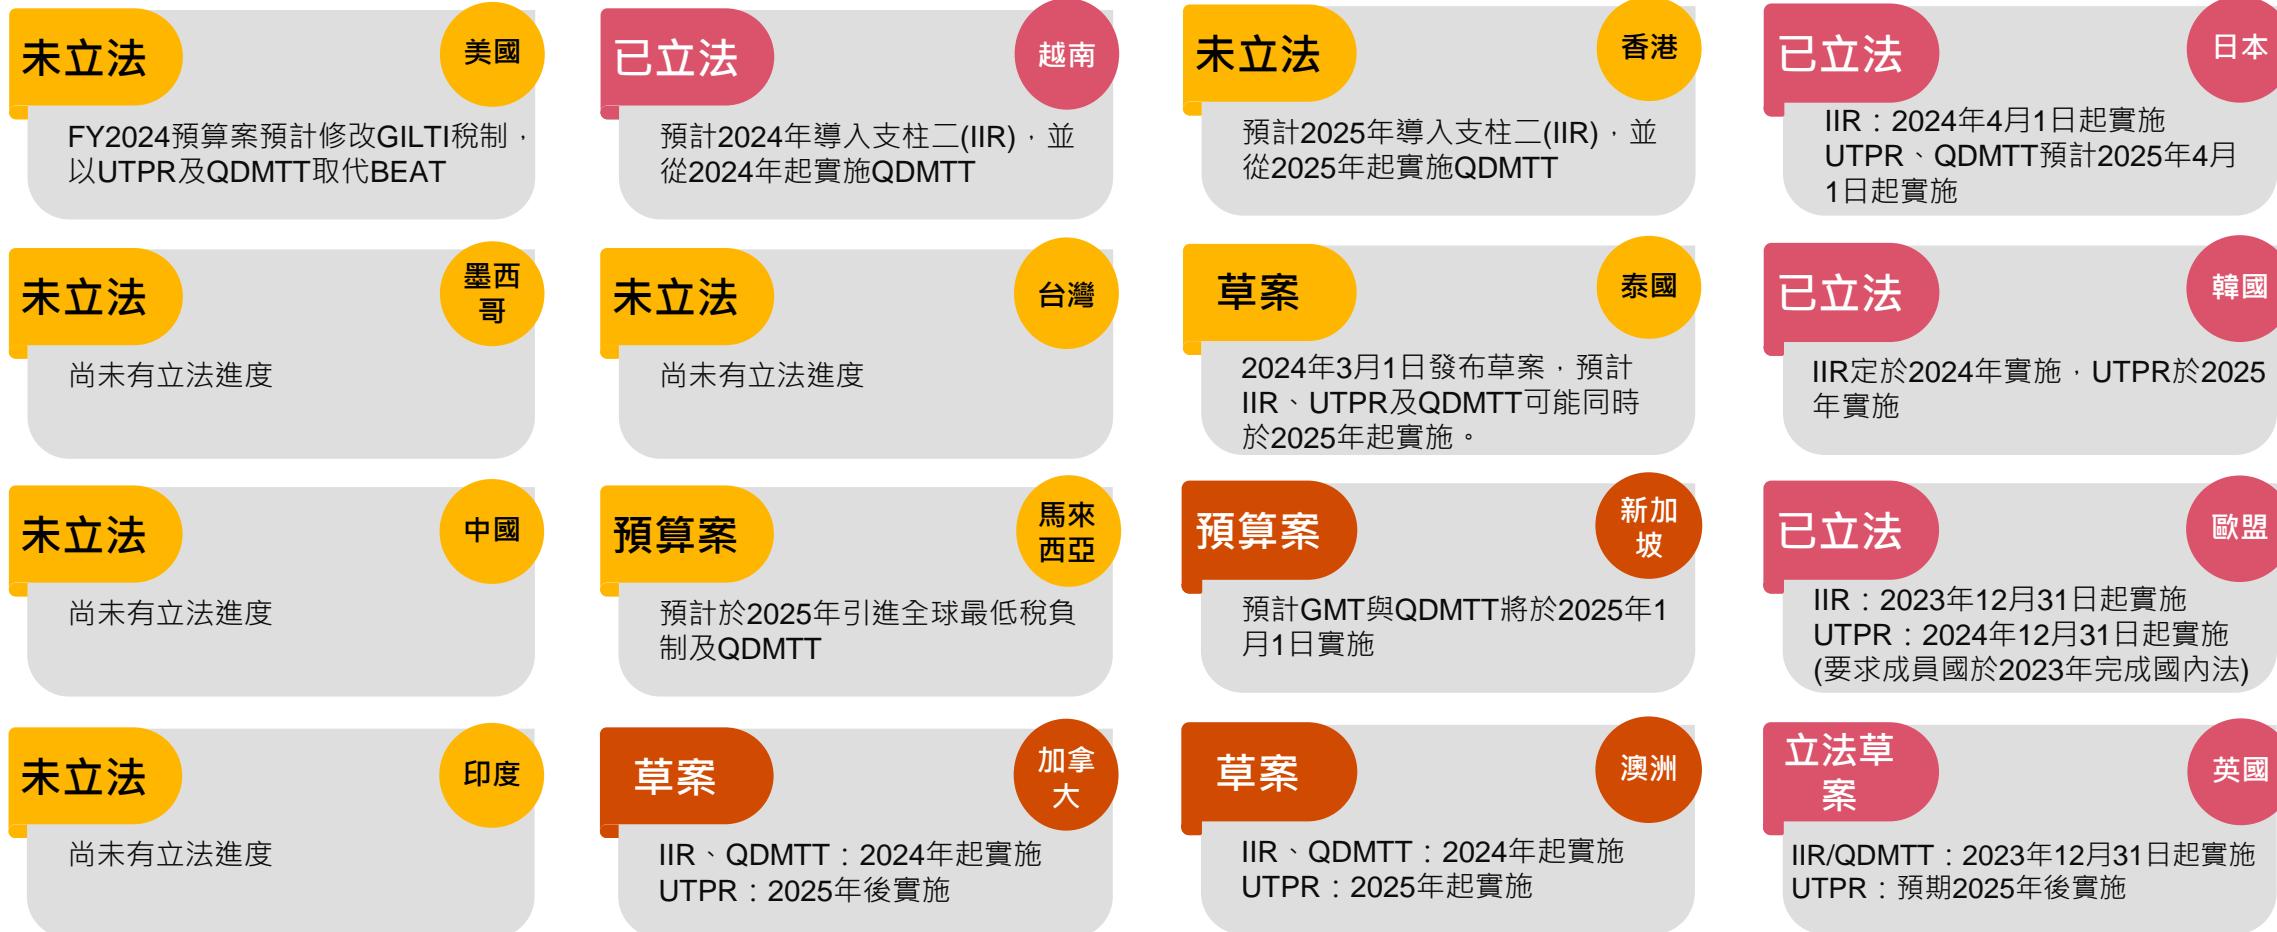 未立法
美國
FY2024預算案預計修改GILTI稅制，
以UTPR及QDMTT取代BEAT
已立法
越南
預計2024年導入支柱二(IIR)，並
從2024年起實施QDMTT
未立法
香港
預計2025年導入支柱二(IIR)，並
從2025年起實施QDMTT
已立法
日本
IIR：2024年4月1日起實施
UTPR、QDMTT預計2025年4月
1日起實施
未立法
墨西
哥
尚未有立法進度
未立法
台灣
尚未有立法進度
草案
泰國
2024年3月1日發布草案，預計
IIR、UTPR及QDMTT可能同時
於2025年起實施。
已立法
韓國
IIR定於2024年實施，UTPR於2025
年實施
未立法
中國
尚未有立法進度
預算案
馬來
西亞
預計於2025年引進全球最低稅負
制及QDMTT
預算案
新加
坡
預計GMT與QDMTT將於2025年1
月1日實施
已立法
歐盟
IIR：2023年12月31日起實施
UTPR：2024年12月31日起實施
(要求成員國於2023年完成國內法)
未立法
印度
尚未有立法進度
草案
加拿
大
IIR、QDMTT：2024年起實施
UTPR：2025年後實施
草案
澳洲
IIR、QDMTT：2024年起實施
UTPR：2025年起實施
立法草
案
英國
IIR/QDMTT：2023年12月31日起實施
UTPR：預期2025年後實施